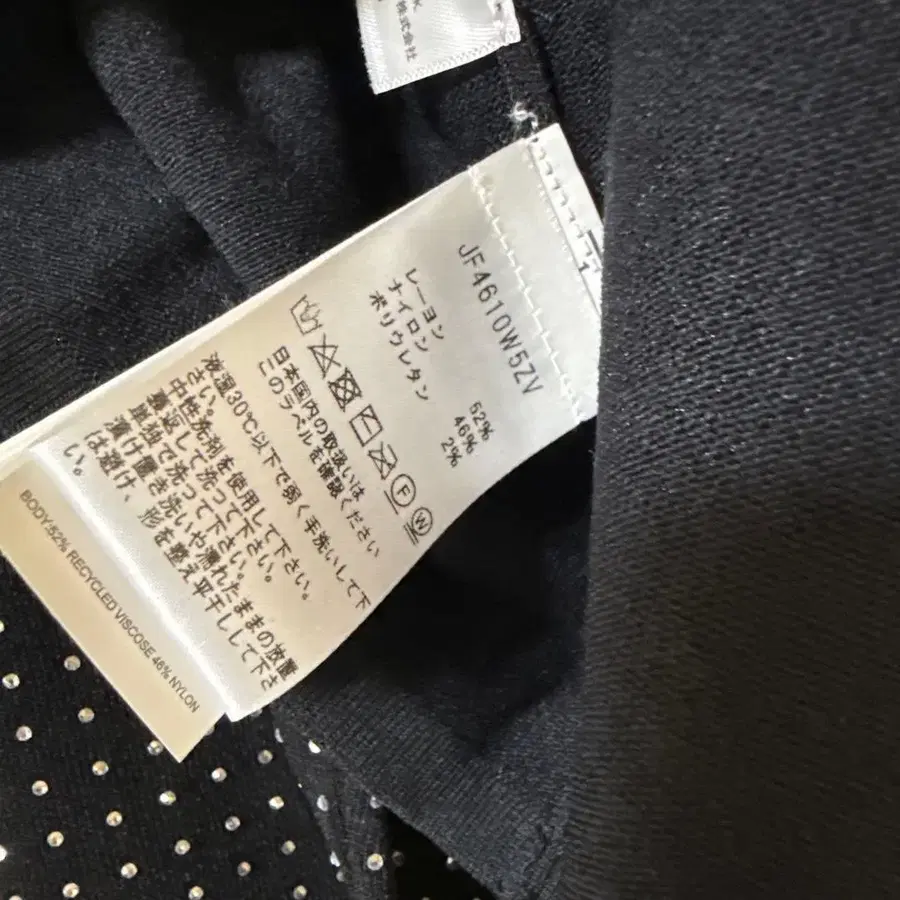 K.
株式会社
JF4610W5ZV
レーヨン 52%
ナイロン 46%
ポリウレタン 2%
F
W
日本国内の取扱いは
このラベルを確認ください
液温30℃以下で弱く手洗いして下
さい。
中性洗剤を使用して下さい。
裏返して洗って下さい。
単独で洗って下さい。
漬け置き洗いや濡れたままの放置
は避け、形を整え平干しして下さ
い。
BODY:52% RECYCLED VISCOSE 46% NYLON